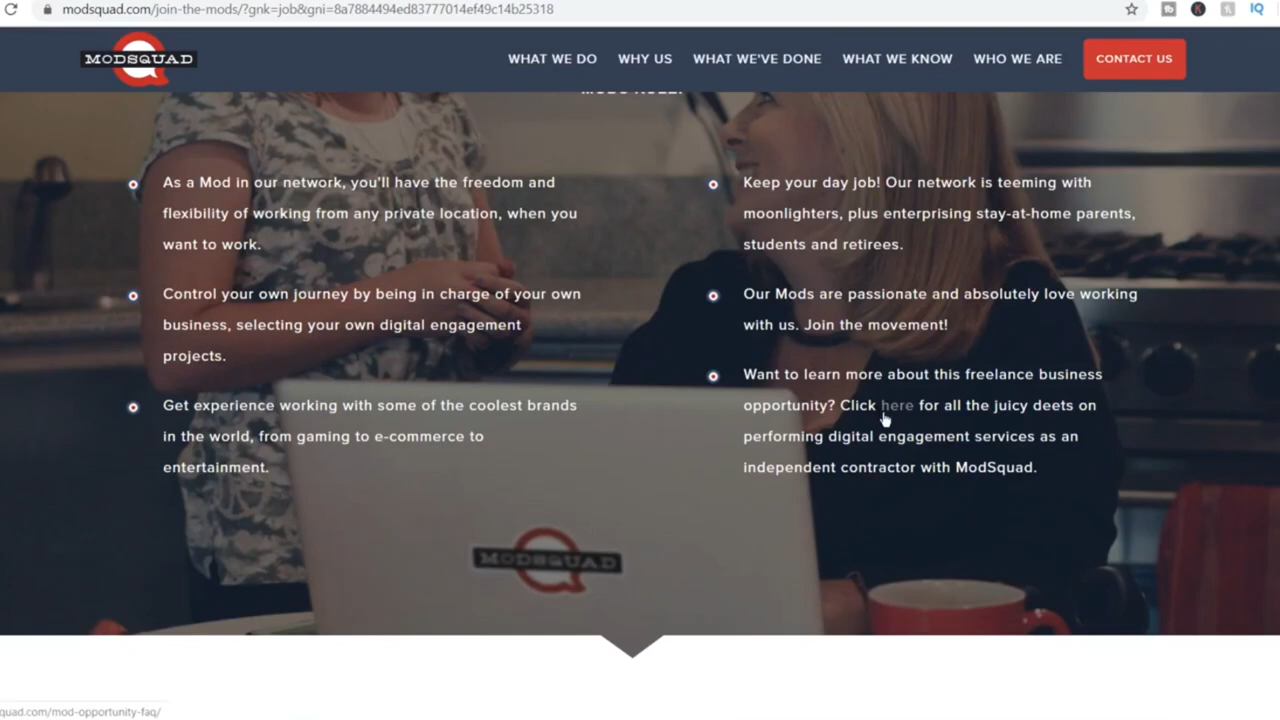 modsquad.com/join-the-mods/?gnk=job&gni=8a7884494ed83777014ef49c14b25318
MODSQUAD
WHAT WE DO
WHY US
WHAT WE'VE DONE
WHAT WE KNOW
WHO WE ARE
CONTACT US
As a Mod in our network, you'll have the freedom and
flexibility of working from any private location, when you
want to work.
Control your own journey by being in charge of your own
business, selecting your own digital engagement
projects.
Get experience working with some of the coolest brands
in the world, from gaming to e-commerce to
entertainment.
Keep your day job! Our network is teeming with
moonlighters, plus enterprising stay-at-home parents,
students and retirees.
Our Mods are passionate and absolutely love working
with us. Join the movement!
Want to learn more about this freelance business
opportunity? Click here for all the juicy deets on
performing digital engagement services as an
independent contractor with ModSquad.
MODSQUAD
quad.com/mod-opportunity-faq/